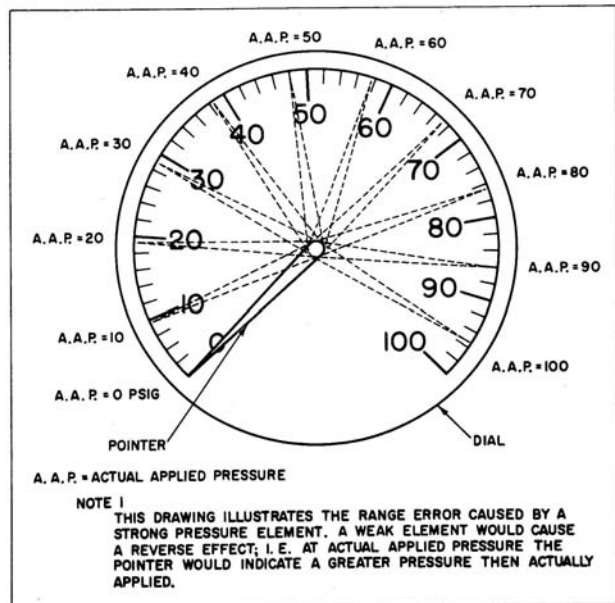 A.A.P. = 50
A.A.P. = 60
A.A.P. = 40
A.A.P. = 70
A.A.P. = 30
A.A.P. = 80
A.A.P. = 20
A.A.P. = 90
A.A.P. = 10
A.A.P. = 100
A.A.P. = 0 PSIG
0
10
20
30
40
50
60
70
80
90
100
POINTER
DIAL
A.A.P. = ACTUAL APPLIED PRESSURE
NOTE 1
THIS DRAWING ILLUSTRATES THE RANGE ERROR CAUSED BY A
STRONG PRESSURE ELEMENT. A WEAK ELEMENT WOULD CAUSE
A REVERSE EFFECT; I.E. AT ACTUAL APPLIED PRESSURE THE
POINTER WOULD INDICATE A GREATER PRESSURE THEN ACTUALLY
APPLIED.